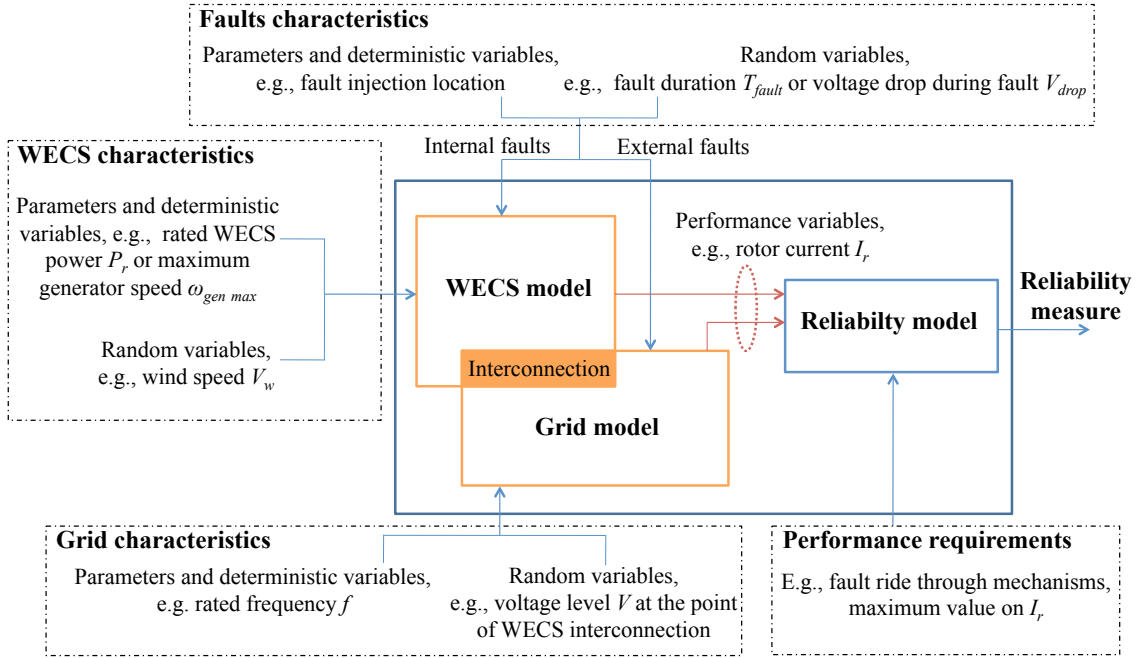 Faults characteristics
Parameters and deterministic variables,
e.g., fault injection location
Random variables,
e.g., fault duration T_fault or voltage drop during fault V_drop
Internal faults
External faults
WECS characteristics
Parameters and deterministic
variables, e.g., rated WECS
power P_r or maximum
generator speed ω_gen max
Random variables,
e.g., wind speed V_w
WECS model
Interconnection
Grid model
Performance variables,
e.g., rotor current I_r
Reliabilty model
Reliability
measure
Grid characteristics
Parameters and deterministic variables,
e.g. rated frequency f
Random variables,
e.g., voltage level V at the point
of WECS interconnection
Performance requirements
E.g., fault ride through mechanisms,
maximum value on I_r